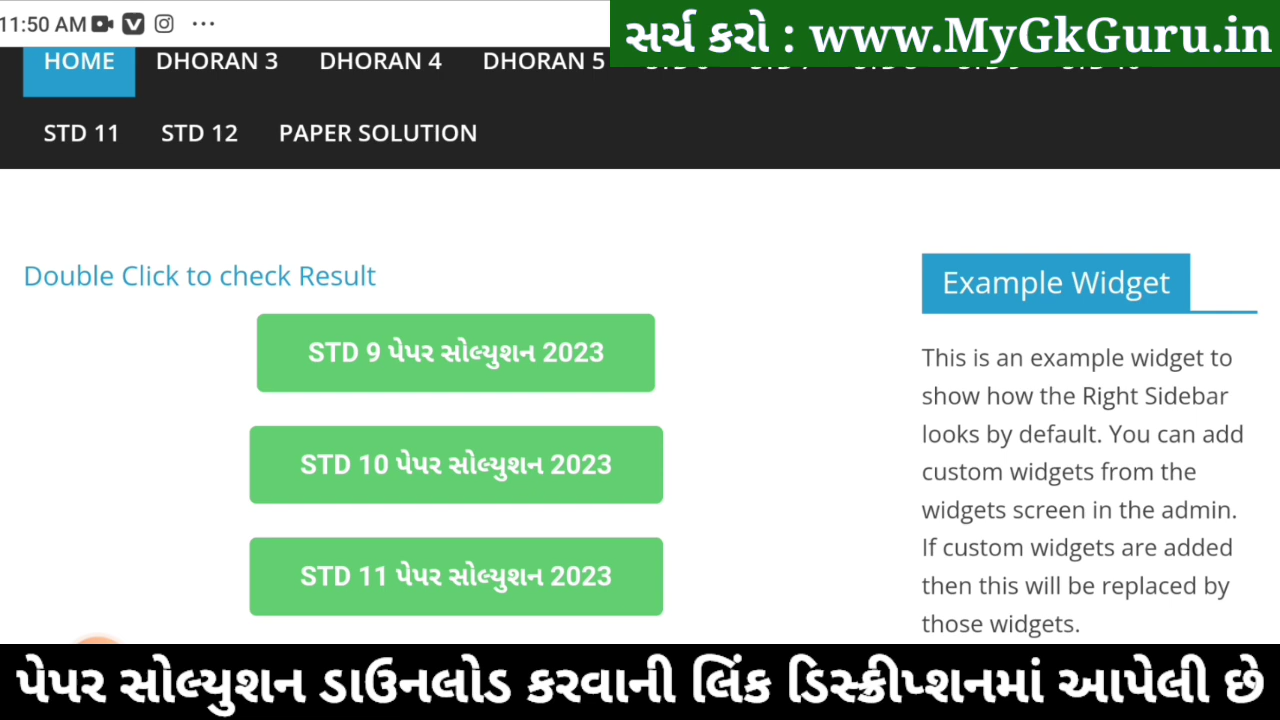 11:50 AM
સર્ચ કરો : www.MyGkGuru.in
HOME DHORAN 3 DHORAN 4 DHORAN 5
STD 11 STD 12 PAPER SOLUTION
Double Click to check Result
STD 9 પેપર સોલ્યુશન 2023
STD 10 પેપર સોલ્યુશન 2023
STD 11 પેપર સોલ્યુશન 2023
Example Widget
This is an example widget to
show how the Right Sidebar
looks by default. You can add
custom widgets from the
widgets screen in the admin.
If custom widgets are added
then this will be replaced by
those widgets.
પેપર સોલ્યુશન ડાઉનલોડ કરવાની લિંક ડિસ્ક્રીપ્શનમાં આપેલી છે